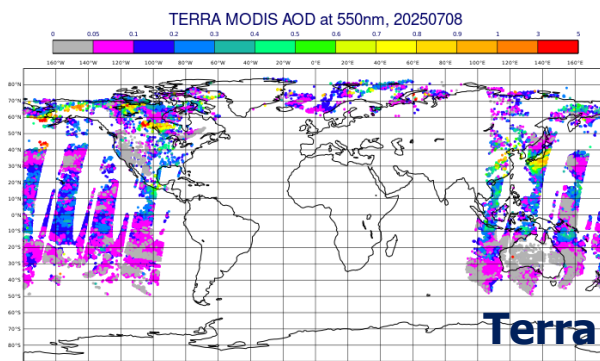 TERRA MODIS AOD at 550nm, 20250708
0 0.05 0.1 0.2 0.3 0.4 0.5 0.6 0.7 0.8 0.9 1 3 5
160°W 140°W 120°W 100°W 80°W 60°W 40°W 20°W 0°E 20°E 40°E 60°E 80°E 100°E 120°E 140°E 160°E
80°N
70°N
60°N
50°N
40°N
30°N
20°N
10°N
0°N
10°S
20°S
30°S
40°S
50°S
60°S
70°S
80°S
Terra